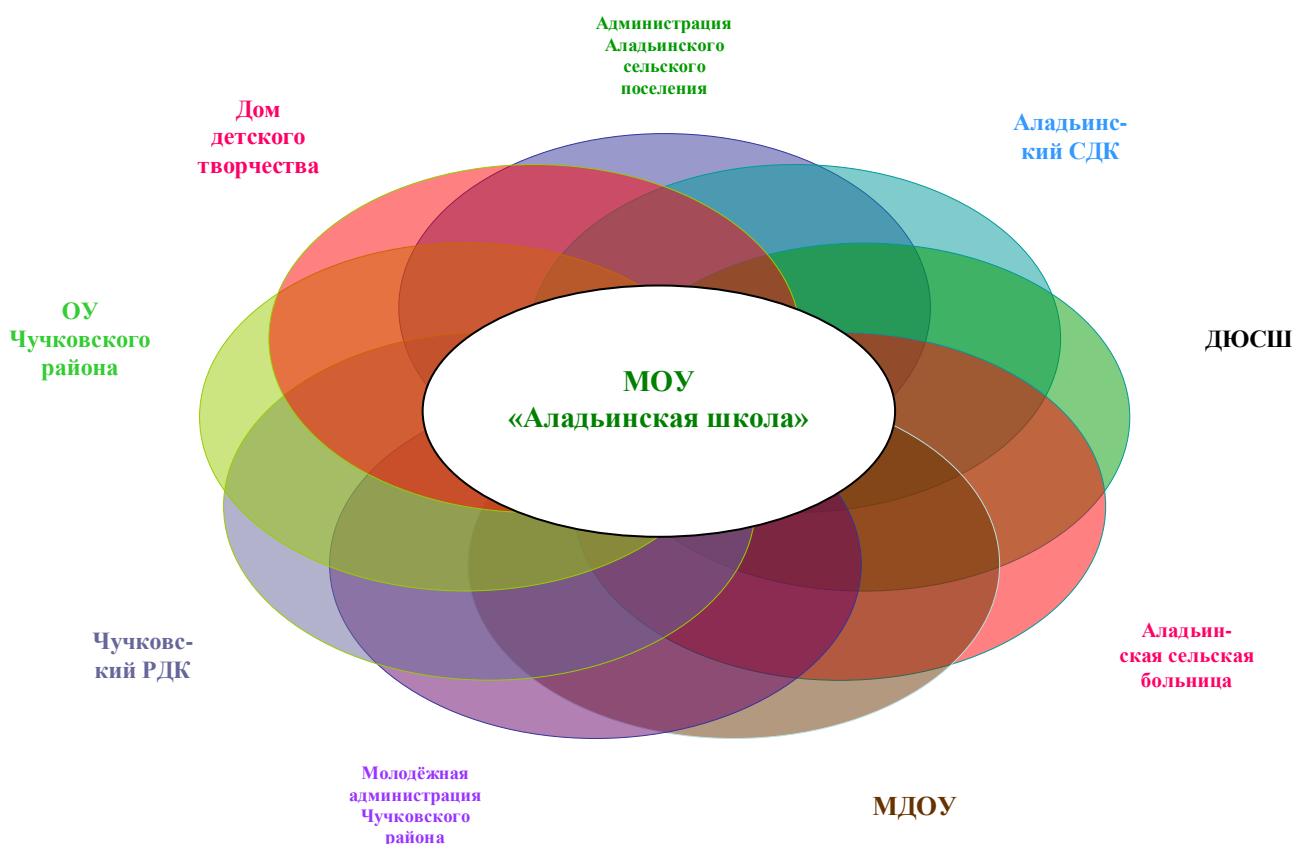 Администрация
Аладьинского
сельского
поселения
Дом
детского
творчества
Аладьинс-
кий СДК
ОУ
Чучковского
района
ДЮСШ
МОУ
«Аладьинская школа»
Чучковс-
кий РДК
Аладьин-
ская сельская
больница
Молодёжная
администрация
Чучковского
района
МДОУ